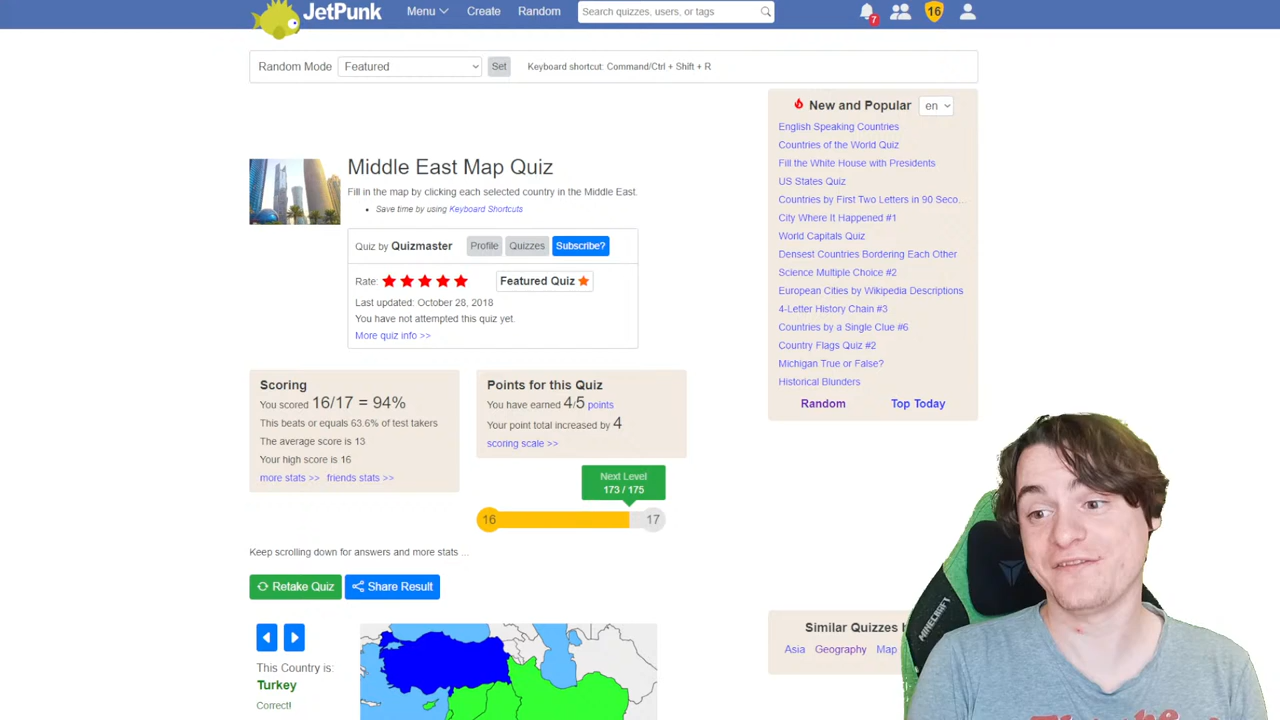 JetPunk
Menu
Create
Random
Search quizzes, users, or tags
7
16
Random Mode
Featured
Set
Keyboard shortcut: Command/Ctrl + Shift + R
Middle East Map Quiz
Fill in the map by clicking each selected country in the Middle East.
Save time by using Keyboard Shortcuts
Quiz by Quizmaster
Profile
Quizzes
Subscribe?
Rate:
Featured Quiz
Last updated: October 28, 2018
You have not attempted this quiz yet.
More quiz info >>
Scoring
You scored 16/17 = 94%
This beats or equals 63.6% of test takers
The average score is 13
Your high score is 16
more stats >> friends stats >>
Points for this Quiz
You have earned 4/5 points
Your point total increased by 4
scoring scale >>
Next Level
173 / 175
16
17
Keep scrolling down for answers and more stats ...
Retake Quiz
Share Result
This Country is:
Turkey
Correct!
New and Popular
en
English Speaking Countries
Countries of the World Quiz
Fill the White House with Presidents
US States Quiz
Countries by First Two Letters in 90 Seco...
City Where It Happened #1
World Capitals Quiz
Densest Countries Bordering Each Other
Science Multiple Choice #2
European Cities by Wikipedia Descriptions
4-Letter History Chain #3
Countries by a Single Clue #6
Country Flags Quiz #2
Michigan True or False?
Historical Blunders
Random
Top Today
Similar Quizzes
Asia
Geography
Map
MINECRAFT